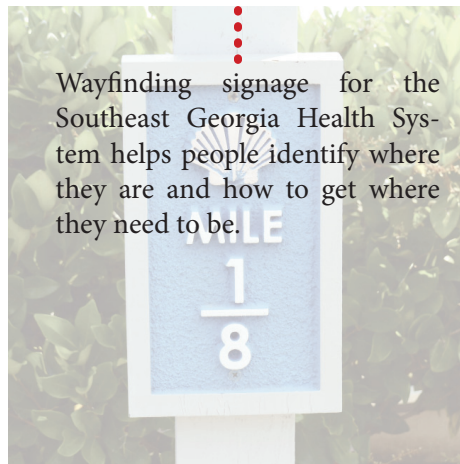 Wayfinding signage for the
Southeast Georgia Health Sys-
tem helps people identify where
they are and how to get where
they need to be.
MILE
1
8